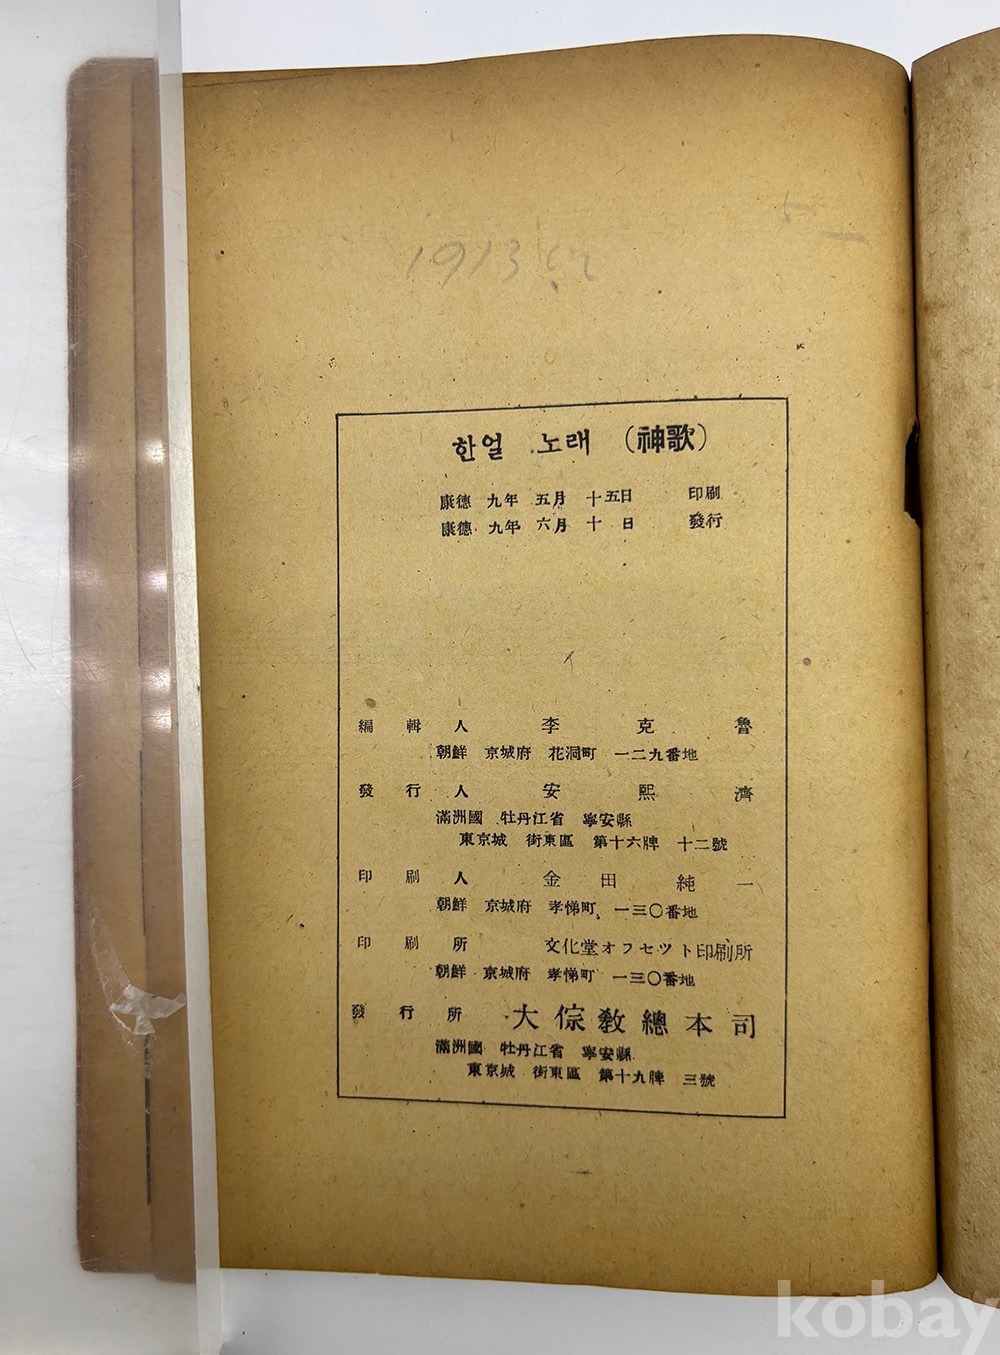 1913
한얼 노래 (神歌)
康德 九年 五月 十五日 印刷
康德 九年 六月 十 日 發行
編 輯 人 李 克 魯
朝鮮 京城府 花洞町 一二九番地
發 行 人 安 熙 濟
滿洲國 牡丹江省 寧安縣
東京城 街東區 第十六牌 十二號
印 刷 人 金 田 純 一
朝鮮 京城府 孝悌町 一三〇番地
印 刷 所 文化堂オフセツト印刷所
朝鮮 京城府 孝悌町 一三〇番地
發 行 所 大倧敎總本司
滿洲國 牡丹江省 寧安縣
東京城 街東區 第十九牌 三號
kobay